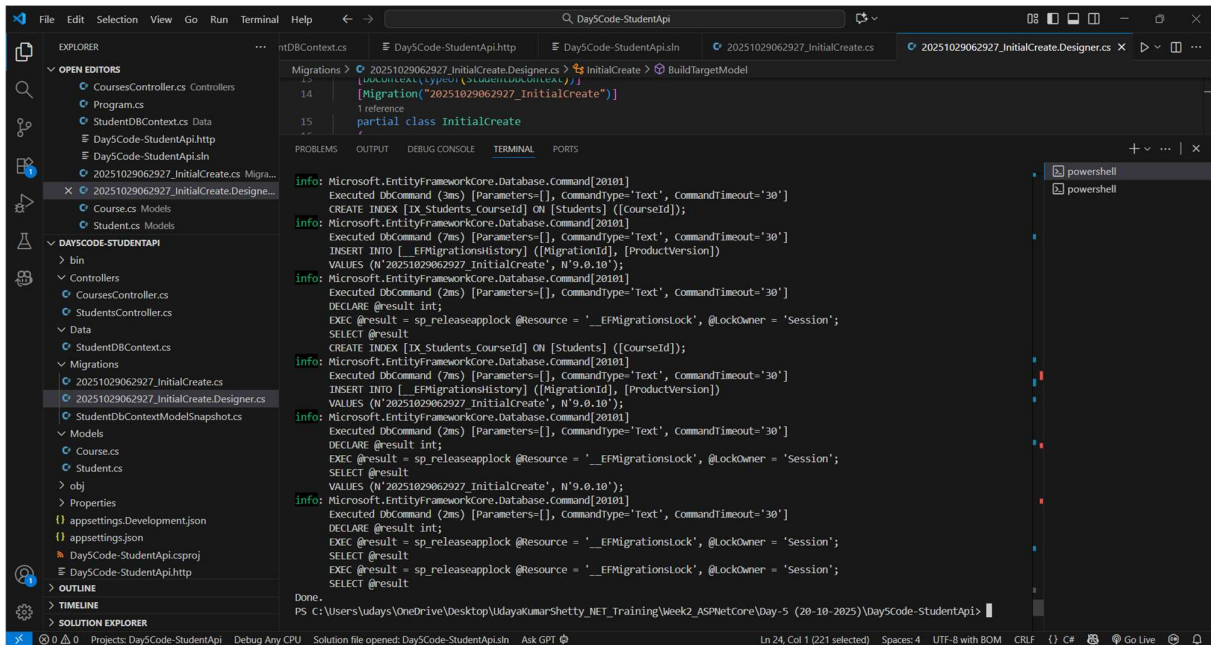 File Edit Selection View Go Run Terminal Help
Day5Code-StudentApi
EXPLORER
OPEN EDITORS
CoursesController.cs Controllers
Program.cs
StudentDBContext.cs Data
Day5Code-StudentApi.http
Day5Code-StudentApi.sln
20251029062927_InitialCreate.cs Migra...
20251029062927_InitialCreate.Designe...
Course.cs Models
Student.cs Models
DAY5CODE-STUDENTAPI
bin
Controllers
CoursesController.cs
StudentsController.cs
Data
StudentDBContext.cs
Migrations
20251029062927_InitialCreate.cs
20251029062927_InitialCreate.Designer.cs
StudentDbContextModelSnapshot.cs
Models
Course.cs
Student.cs
obj
Properties
appsettings.Development.json
appsettings.json
Day5Code-StudentApi.csproj
Day5Code-StudentApi.http
OUTLINE
TIMELINE
SOLUTION EXPLORER
ntDBContext.cs Day5Code-StudentApi.http Day5Code-StudentApi.sln 20251029062927_InitialCreate.cs 20251029062927_InitialCreate.Designer.cs
Migrations > 20251029062927_InitialCreate.Designer.cs > InitialCreate > BuildTargetModel
13 [DbContext(typeof(StudentDbContext))]
14 [Migration("20251029062927_InitialCreate")]
1 reference
15 partial class InitialCreate
PROBLEMS OUTPUT DEBUG CONSOLE TERMINAL PORTS
powershell
powershell
info: Microsoft.EntityFrameworkCore.Database.Command[20101]
Executed DbCommand (3ms) [Parameters=[], CommandType='Text', CommandTimeout='30']
CREATE INDEX [IX_Students_CourseId] ON [Students] ([CourseId]);
info: Microsoft.EntityFrameworkCore.Database.Command[20101]
Executed DbCommand (7ms) [Parameters=[], CommandType='Text', CommandTimeout='30']
INSERT INTO [__EFMigrationsHistory] ([MigrationId], [ProductVersion])
VALUES (N'20251029062927_InitialCreate', N'9.0.10');
info: Microsoft.EntityFrameworkCore.Database.Command[20101]
Executed DbCommand (2ms) [Parameters=[], CommandType='Text', CommandTimeout='30']
DECLARE @result int;
EXEC @result = sp_releaseapplock @Resource = '__EFMigrationsLock', @LockOwner = 'Session';
SELECT @result
CREATE INDEX [IX_Students_CourseId] ON [Students] ([CourseId]);
info: Microsoft.EntityFrameworkCore.Database.Command[20101]
Executed DbCommand (7ms) [Parameters=[], CommandType='Text', CommandTimeout='30']
INSERT INTO [__EFMigrationsHistory] ([MigrationId], [ProductVersion])
VALUES (N'20251029062927_InitialCreate', N'9.0.10');
info: Microsoft.EntityFrameworkCore.Database.Command[20101]
Executed DbCommand (2ms) [Parameters=[], CommandType='Text', CommandTimeout='30']
DECLARE @result int;
EXEC @result = sp_releaseapplock @Resource = '__EFMigrationsLock', @LockOwner = 'Session';
SELECT @result
VALUES (N'20251029062927_InitialCreate', N'9.0.10');
info: Microsoft.EntityFrameworkCore.Database.Command[20101]
Executed DbCommand (2ms) [Parameters=[], CommandType='Text', CommandTimeout='30']
DECLARE @result int;
EXEC @result = sp_releaseapplock @Resource = '__EFMigrationsLock', @LockOwner = 'Session';
SELECT @result
EXEC @result = sp_releaseapplock @Resource = '__EFMigrationsLock', @LockOwner = 'Session';
SELECT @result
Done.
PS C:\Users\udays\OneDrive\Desktop\UdayaKumarShetty_NET_Training\Week2_ASPNetCore\Day-5 (20-10-2025)\Day5Code-StudentApi>
0 0 Projects: Day5Code-StudentApi Debug Any CPU Solution file opened: Day5Code-StudentApi.sln Ask GPT Ln 24, Col 1 (221 selected) Spaces: 4 UTF-8 with BOM CRLF {} C# Go Live